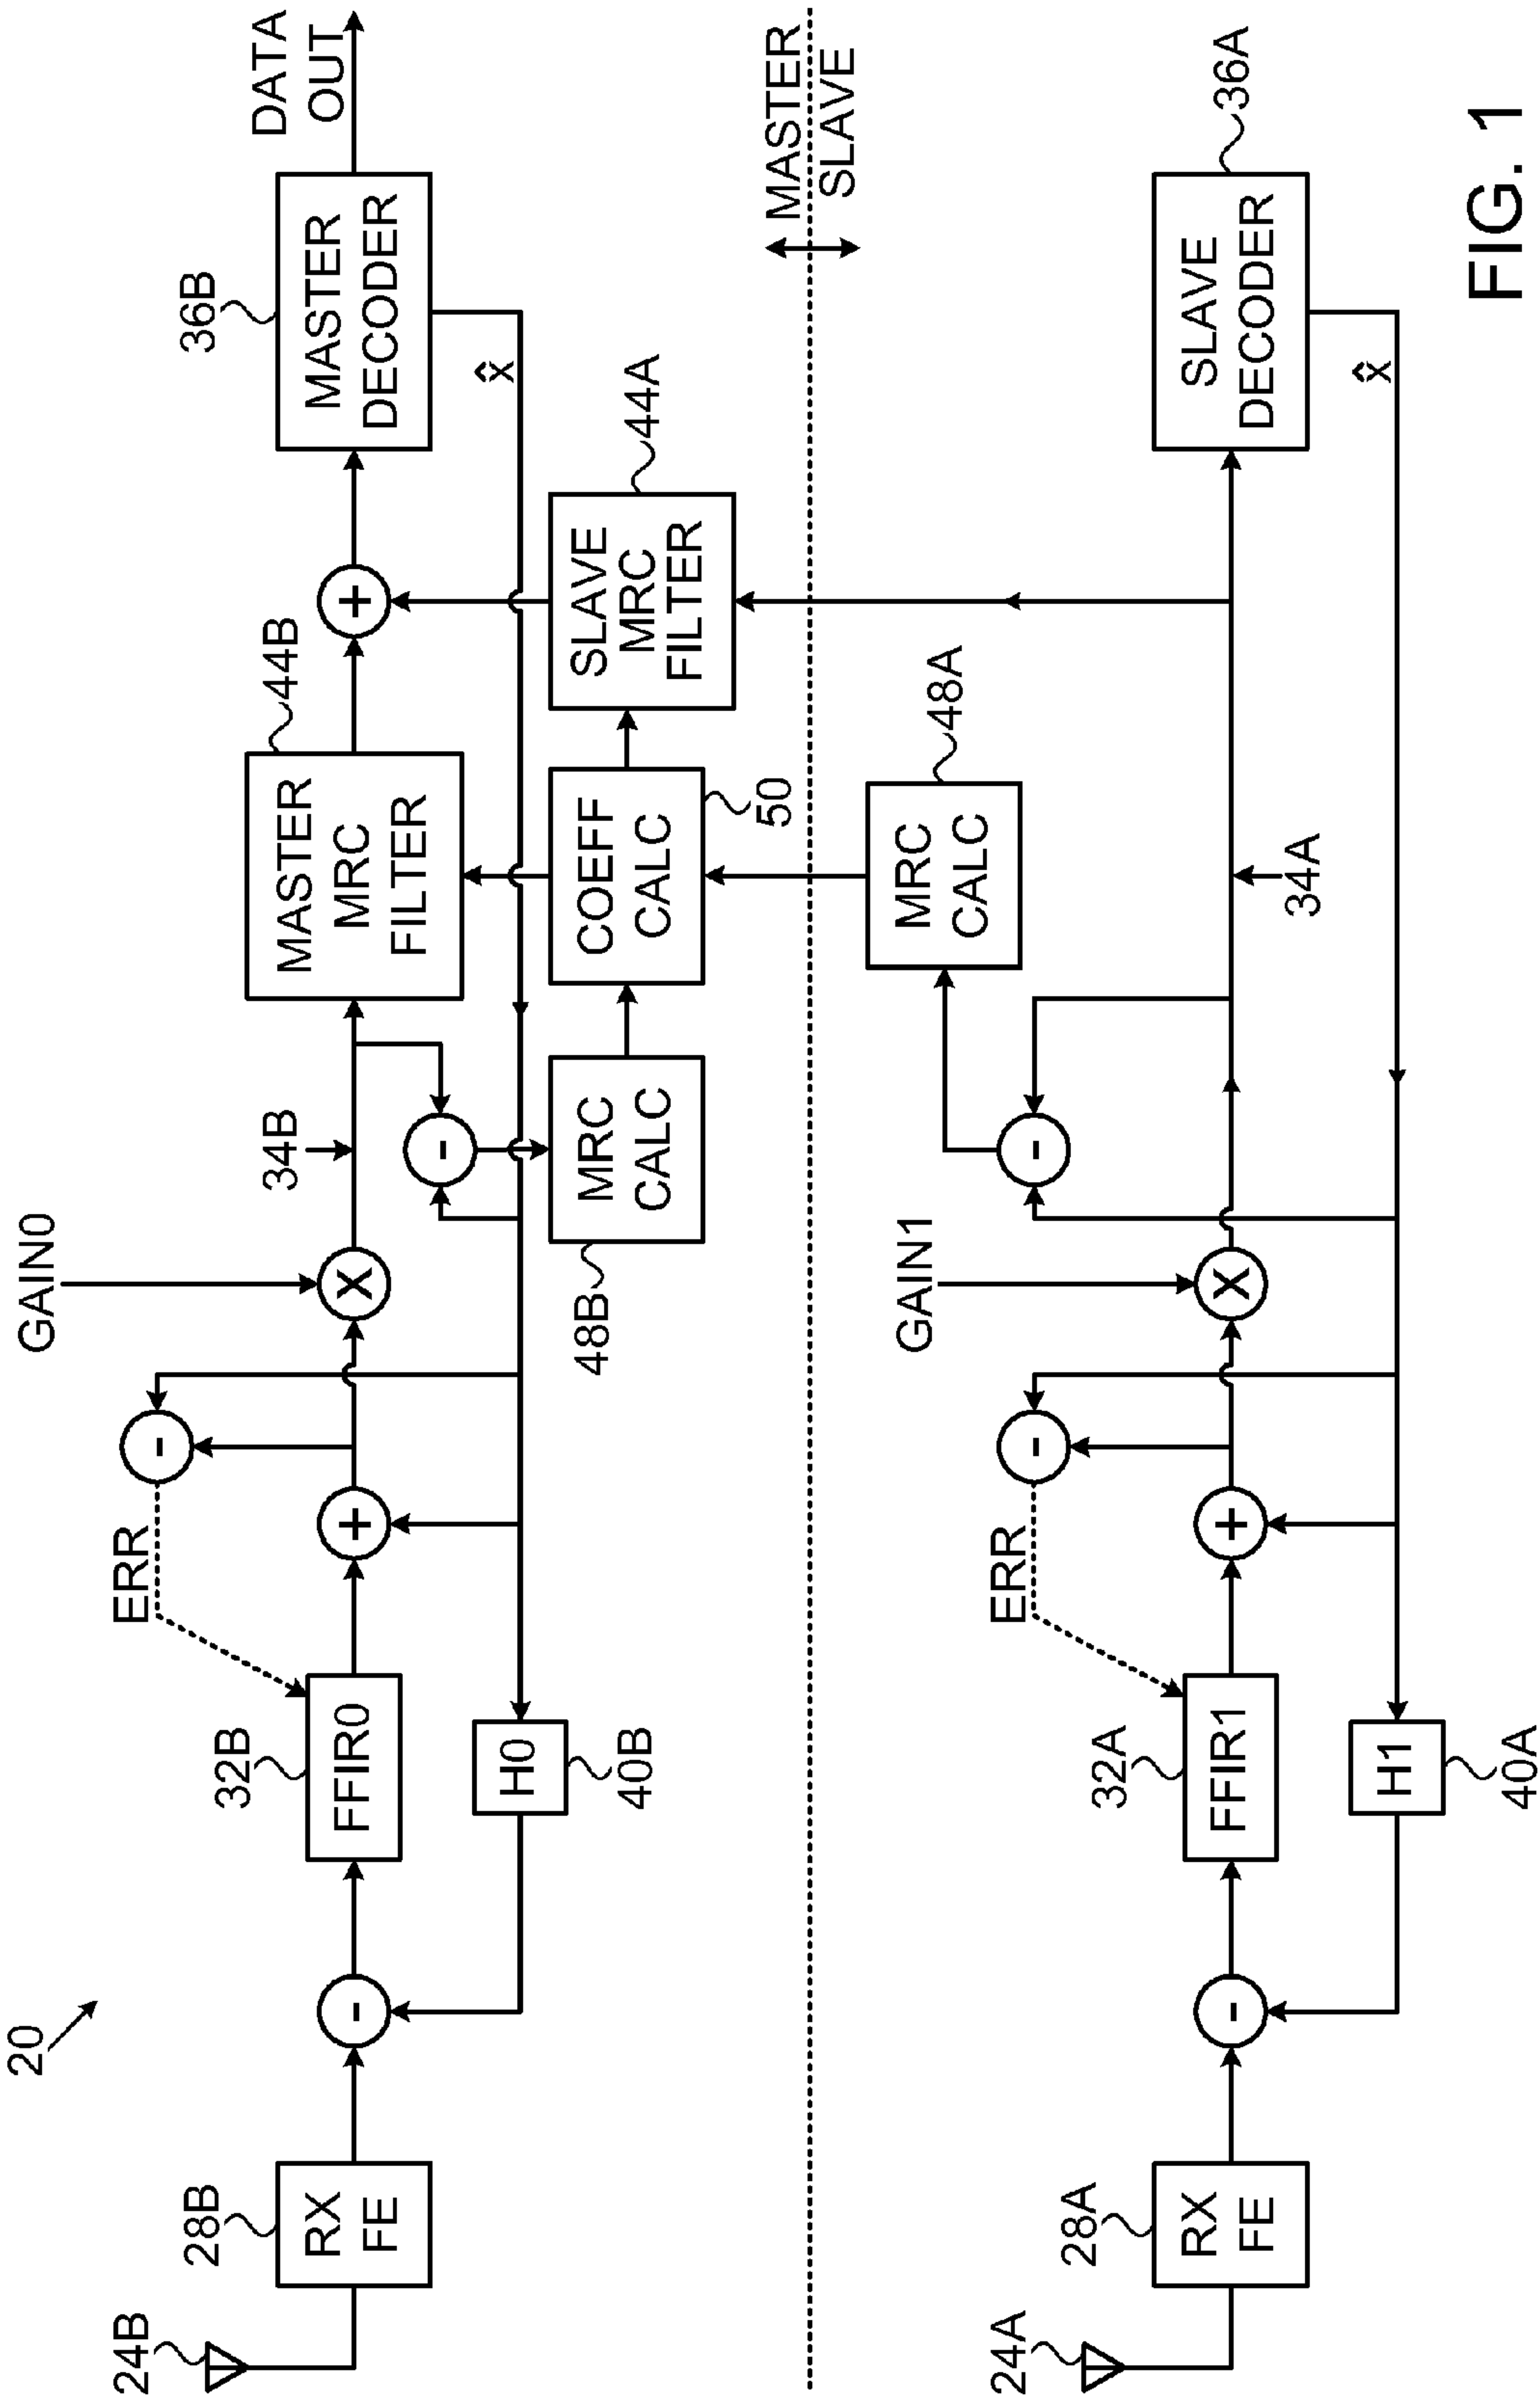 20
24B
28B
RX
FE
32B
FFIR0
ERR
H0
40B
GAIN0
X
34B
48B
MRC
CALC
MASTER
MRC
FILTER
44B
COEFF
CALC
50
SLAVE
MRC
FILTER
44A
+
+
-
-
-
36B
MASTER
DECODER
x̂
DATA
OUT
MASTER
SLAVE
24A
28A
RX
FE
-
32A
FFIR1
ERR
-
+
H1
40A
GAIN1
X
-
MRC
CALC
48A
34A
36A
SLAVE
DECODER
x̂
FIG. 1